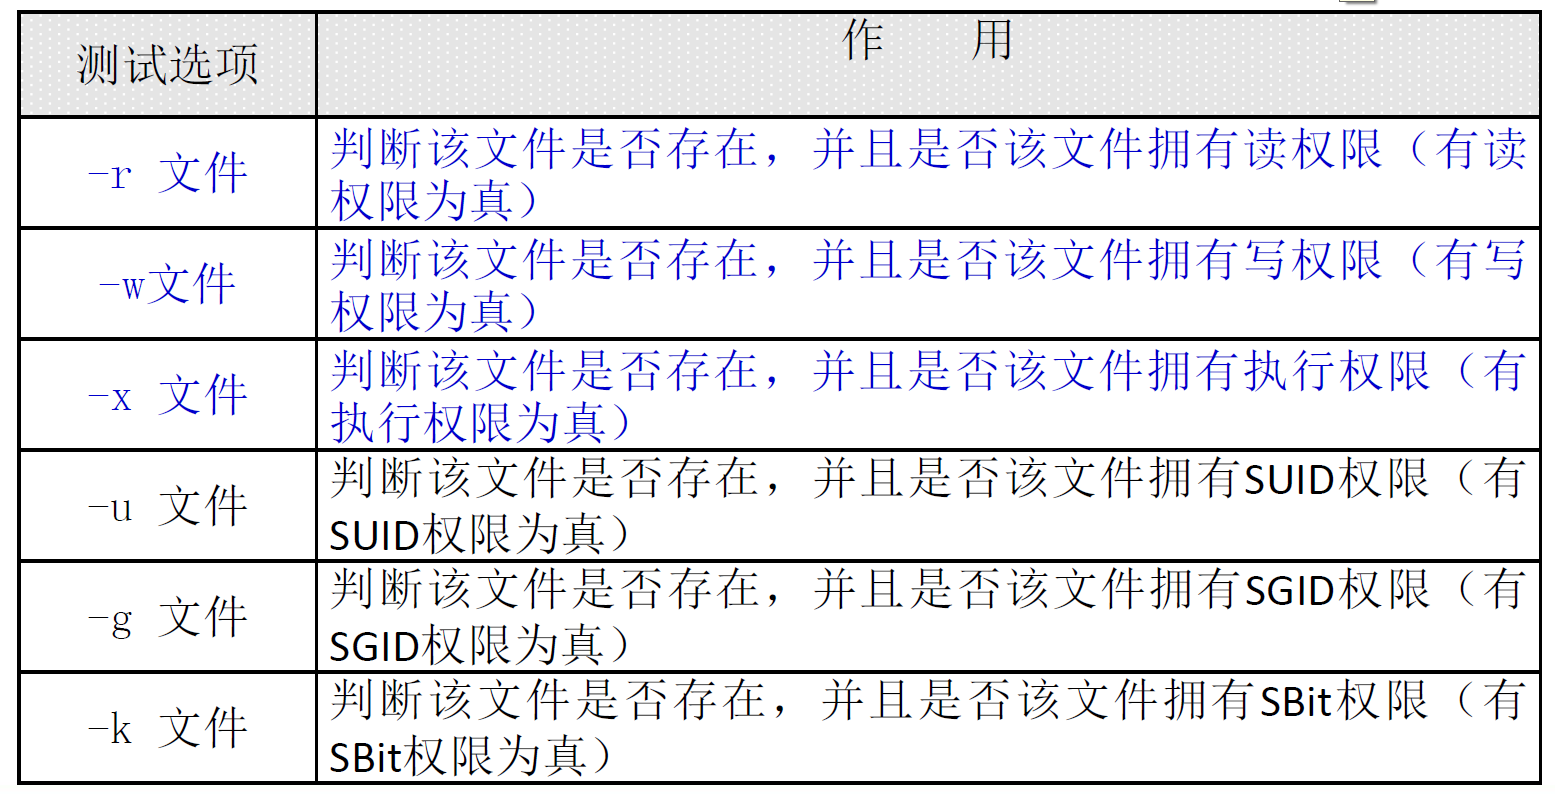 测试选项
作 用
-r 文件
判断该文件是否存在，并且是否该文件拥有读权限（有读
权限为真）
-w文件
判断该文件是否存在，并且是否该文件拥有写权限（有写
权限为真）
-x 文件
判断该文件是否存在，并且是否该文件拥有执行权限（有
执行权限为真）
-u 文件
判断该文件是否存在，并且是否该文件拥有SUID权限（有
SUID权限为真）
-g 文件
判断该文件是否存在，并且是否该文件拥有SGID权限（有
SGID权限为真）
-k 文件
判断该文件是否存在，并且是否该文件拥有SBit权限（有
SBit权限为真）